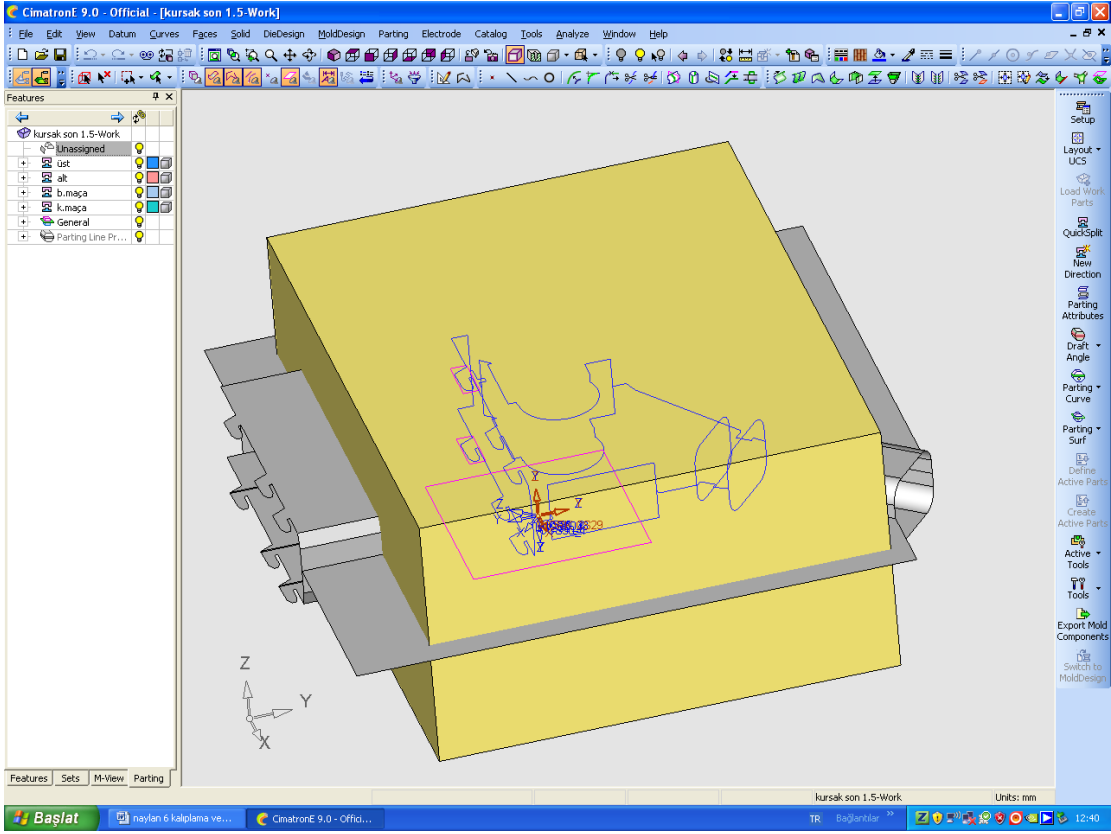 CimatronE 9.0 - Official - [kursak son 1.5-Work]
File Edit View Datum Curves Faces Solid DieDesign MoldDesign Parting Electrode Catalog Tools Analyze Window Help
Features
kursak son 1.5-Work
Unassigned
üst
alt
b.maça
k.maça
General
Parting Line Pr...
Setup
Layout
UCS
Load Work
Parts
QuickSplit
New
Direction
Parting
Attributes
Draft
Angle
Parting
Curve
Parting
Surf
Define
Active Parts
Create
Active Parts
Active
Tools
Tools
Export Mold
Components
Switch to
MoldDesign
Y
Z
Z
Z
Z
Y
X
Features Sets M-View Parting
kursak son 1.5-Work Units: mm
Başlat naylan 6 kalıplama ve... CimatronE 9.0 - Offici... TR Bağlantılar » 12:40